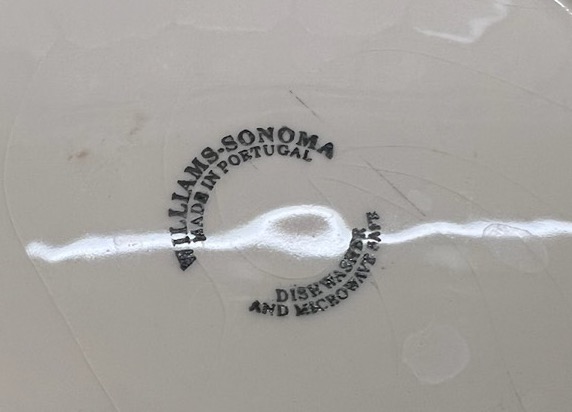 WILLIAMS-SONOMA
MADE IN PORTUGAL
DISHWASHER
AND MICROWAVE SAFE